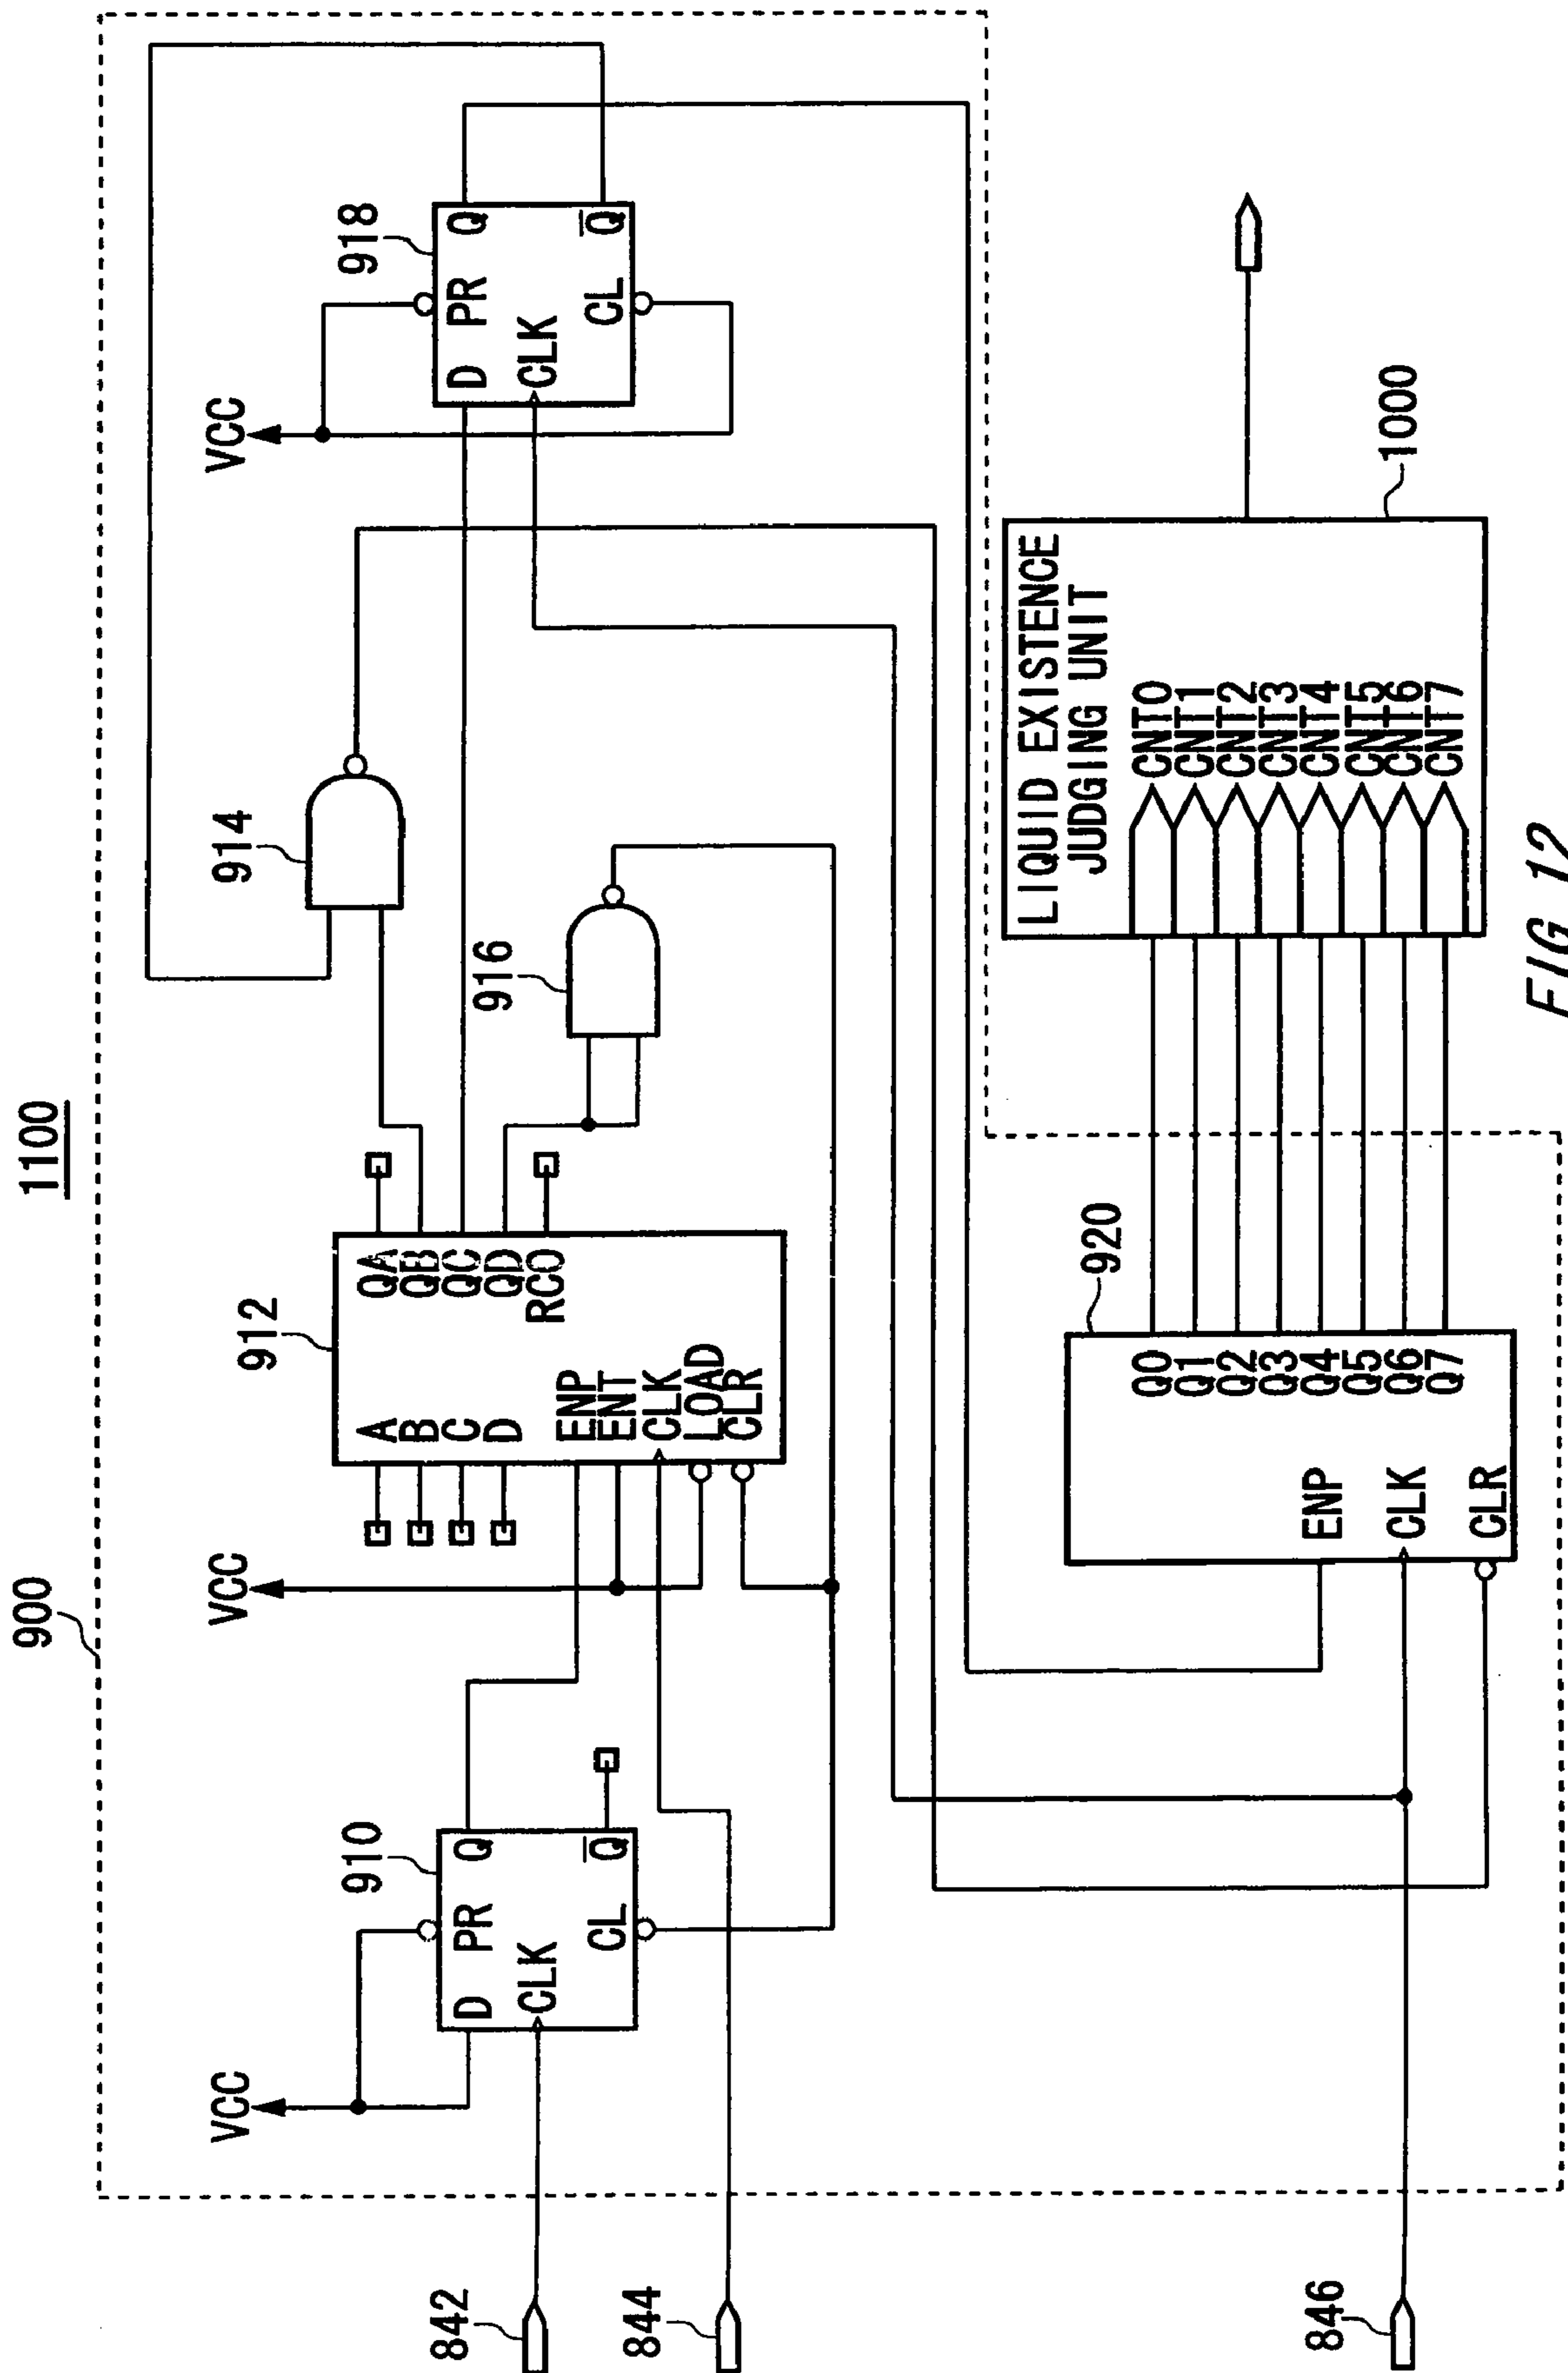 1100
900
842
844
846
VCC
910
D PR Q
CLK
CL Q
VCC
912
A QA
B QB
C QC
D QD
RCO
ENP
ENT
CLK
LOAD
CLR
914
916
VCC
918
D PR Q
CLK
CL Q
920
Q0
Q1
Q2
Q3
ENP Q4
Q5
CLK Q6
Q7
CLR
LIQUID EXISTENCE
JUDGING UNIT
CNT0
CNT1
CNT2
CNT3
CNT4
CNT5
CNT6
CNT7
1000
FIG. 12